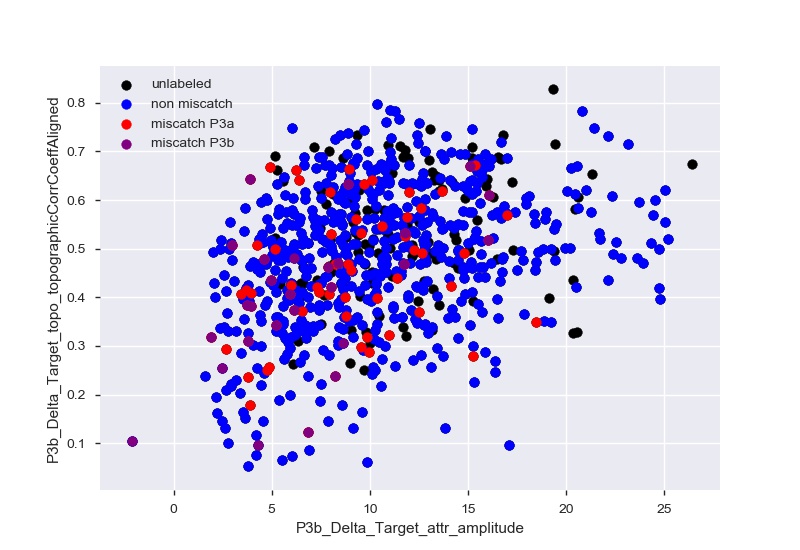 unlabeled
non miscatch
miscatch P3a
miscatch P3b
0.8
0.7
0.6
0.5
0.4
0.3
0.2
0.1
P3b_Delta_Target_topo_topographicCorrCoeffAligned
0 5 10 15 20 25
P3b_Delta_Target_attr_amplitude